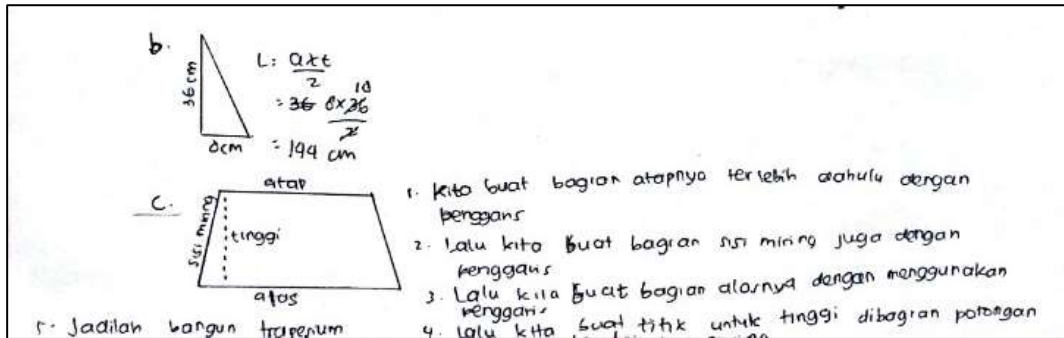 b.
36 cm
8cm
L: a x t
2
18
= 36 8 x 36
2
= 144 cm
c.
atap
sisi miring
tinggi
alas
1. kita buat bagian atapnya terlebih dahulu dengan
penggaris
2. Lalu kita buat bagian sisi miring juga dengan
penggaris
3. Lalu kita buat bagian alasnya dengan menggunakan
penggaris
4. Lalu kita buat titik untuk tinggi dibagian potongan
5. Jadilah bangun trapesium